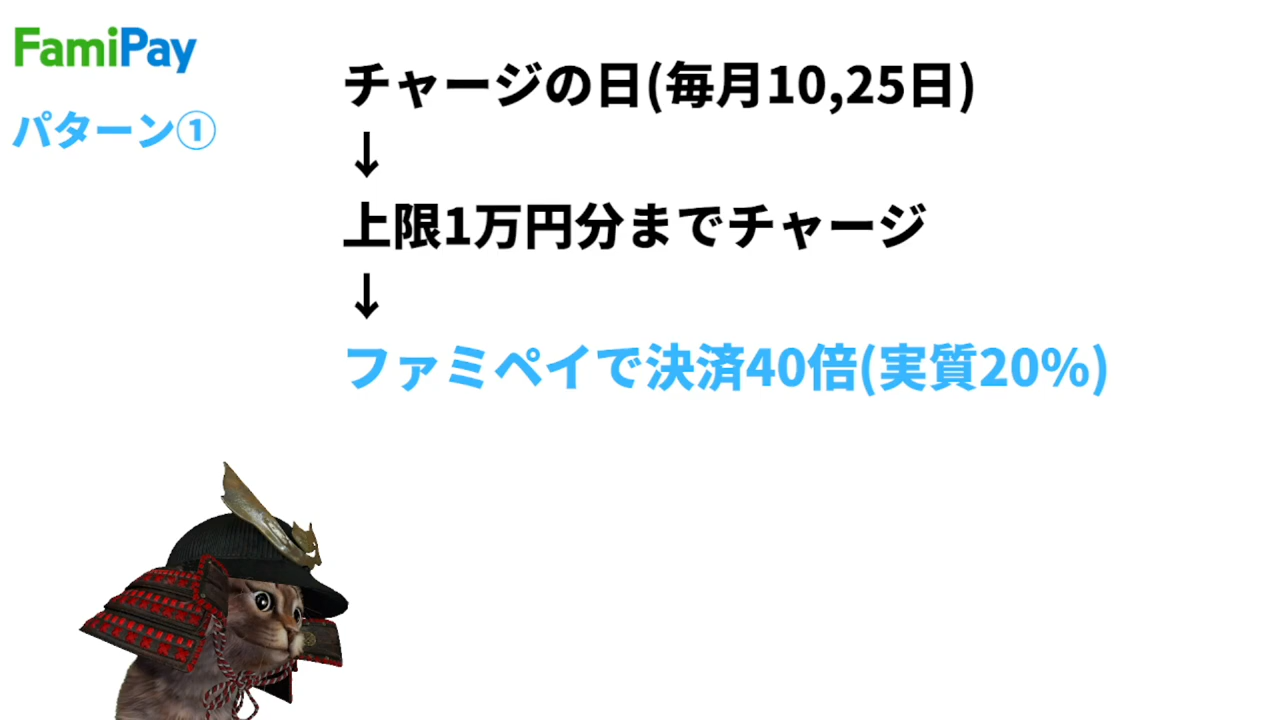 FamiPay
パターン①
チャージの日(毎月10,25日)
↓
上限1万円分までチャージ
↓
ファミペイで決済40倍(実質20%)